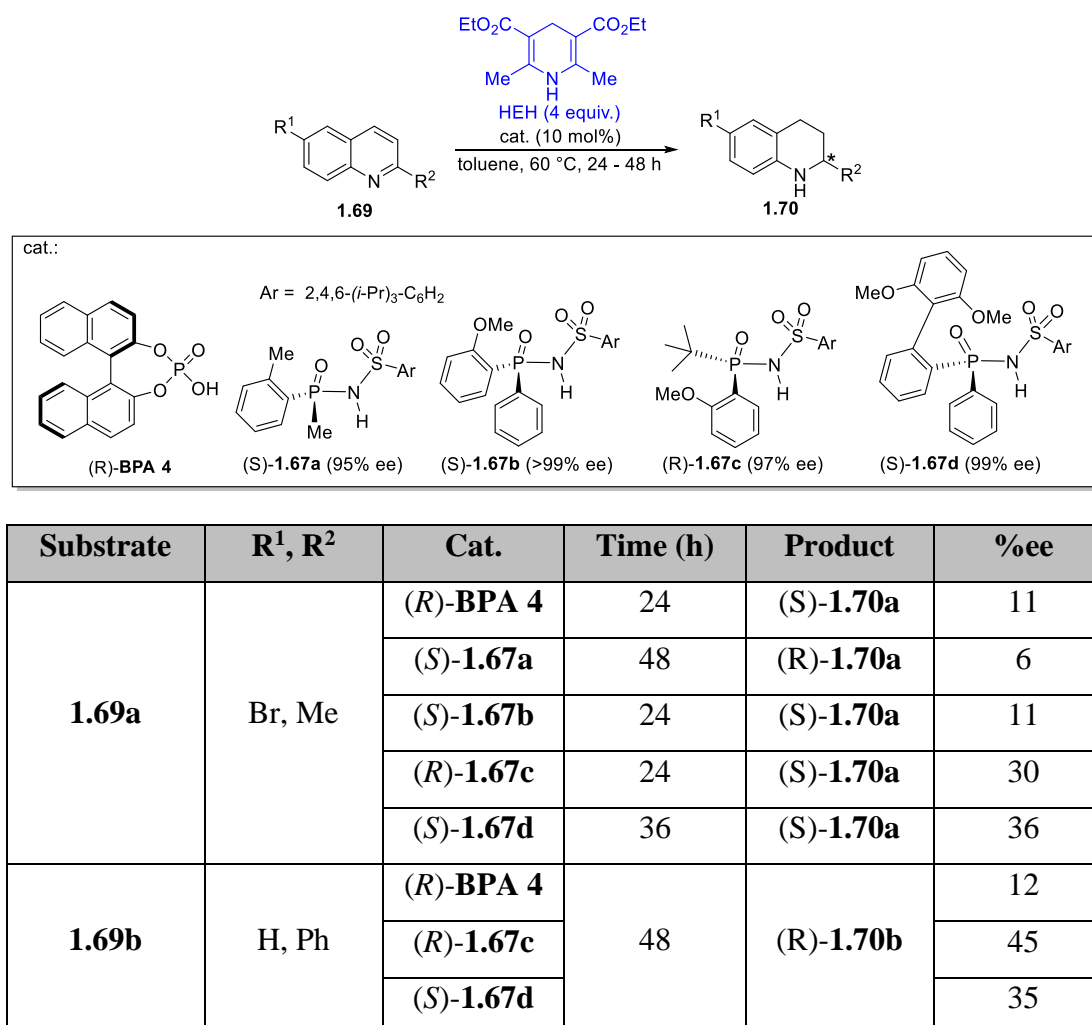 EtO2C CO2Et
Me N Me
H
HEH (4 equiv.)
R1 cat. (10 mol%) R1
toluene, 60 °C, 24 - 48 h *
N R2 N R2
H
1.69 1.70
cat.:
Ar = 2,4,6-(i-Pr)3-C6H2
O O P O OH
Me O O O S Ar P N H Me
OMe O O O S Ar P N H
O O O S Ar P N H MeO
MeO OMe O O O S Ar P N H
(R)-BPA 4 (S)-1.67a (95% ee) (S)-1.67b (>99% ee) (R)-1.67c (97% ee) (S)-1.67d (99% ee)
Substrate R1, R2 Cat. Time (h) Product %ee
(R)-BPA 4 24 (S)-1.70a 11
(S)-1.67a 48 (R)-1.70a 6
1.69a Br, Me (S)-1.67b 24 (S)-1.70a 11
(R)-1.67c 24 (S)-1.70a 30
(S)-1.67d 36 (S)-1.70a 36
(R)-BPA 4 12
1.69b H, Ph (R)-1.67c 48 (R)-1.70b 45
(S)-1.67d 35